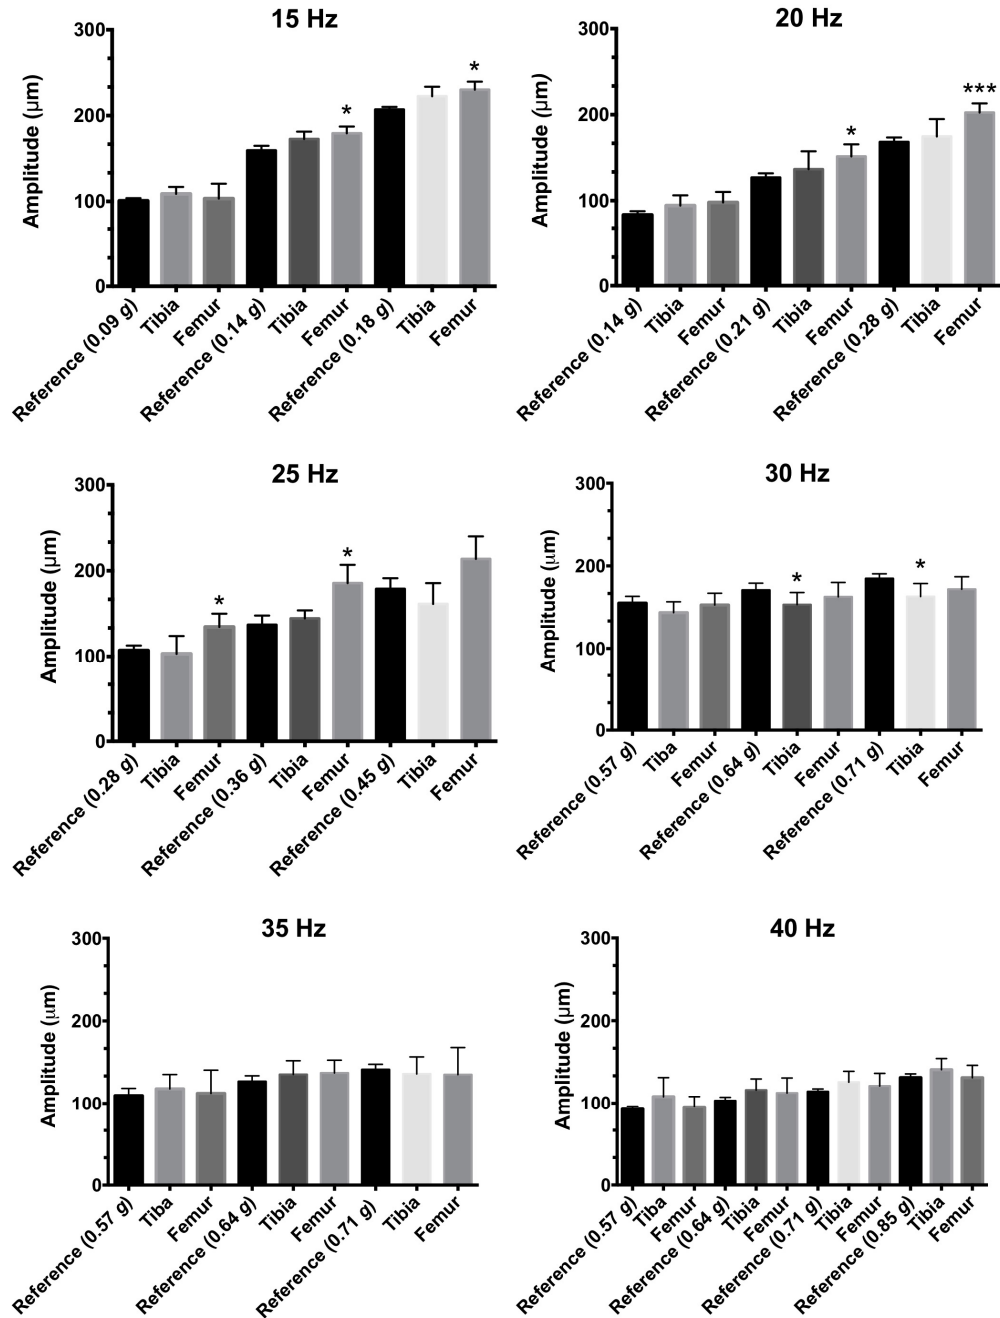 15 Hz
300
200
100
0
Amplitude (μm)
*
*
Reference (0.09 g)
Tibia
Femur
Reference (0.14 g)
Tibia
Femur
Reference (0.18 g)
Tibia
Femur
20 Hz
300
200
100
0
Amplitude (μm)
*
***
Reference (0.14 g)
Tibia
Femur
Reference (0.21 g)
Tibia
Femur
Reference (0.28 g)
Tibia
Femur
25 Hz
300
200
100
0
Amplitude (μm)
*
*
Reference (0.28 g)
Tibia
Femur
Reference (0.36 g)
Tibia
Femur
Reference (0.45 g)
Tibia
Femur
30 Hz
300
200
100
0
Amplitude (μm)
*
*
Reference (0.57 g)
Tiba
Femur
Reference (0.64 g)
Tibia
Femur
Reference (0.71 g)
Tibia
Femur
35 Hz
300
200
100
0
Amplitude (μm)
Reference (0.57 g)
Tiba
Femur
Reference (0.64 g)
Tibia
Femur
Reference (0.71 g)
Tibia
Femur
40 Hz
300
200
100
0
Amplitude (μm)
Reference (0.57 g)
Tiba
Femur
Reference (0.64 g)
Tibia
Femur
Reference (0.71 g)
Tibia
Femur
Reference (0.85 g)
Tibia
Femur